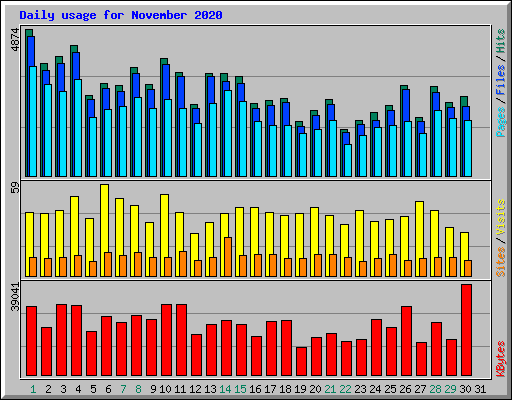 Daily usage for November 2020
4874
Pages / Files / Hits
59
Sites / Visits
39041
KBytes
1 2 3 4 5 6 7 8 9 10 11 12 13 14 15 16 17 18 19 20 21 22 23 24 25 26 27 28 29 30 31